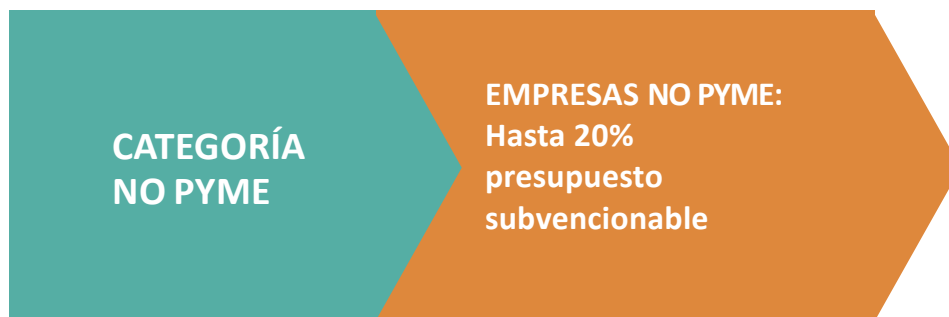 CATEGORÍA
NO PYME
EMPRESAS NO PYME:
Hasta 20%
presupuesto
subvencionable